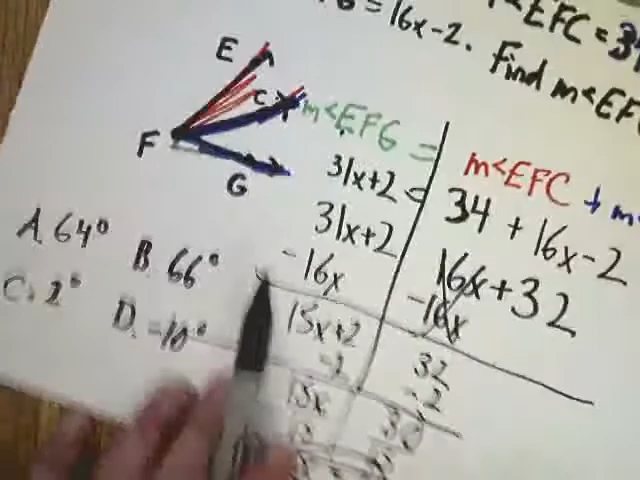 m<EFC = 31
= 16x-2. Find m<EF
E
C
F
G
m<EFG = m<EFC + m
31x+2 = 34 + 16x-2
31x+2 16x+32
-16x -16x
15x+2 32
-2 -2
15x 30
A. 64°
B. 66°
C. 2°
D. -10°